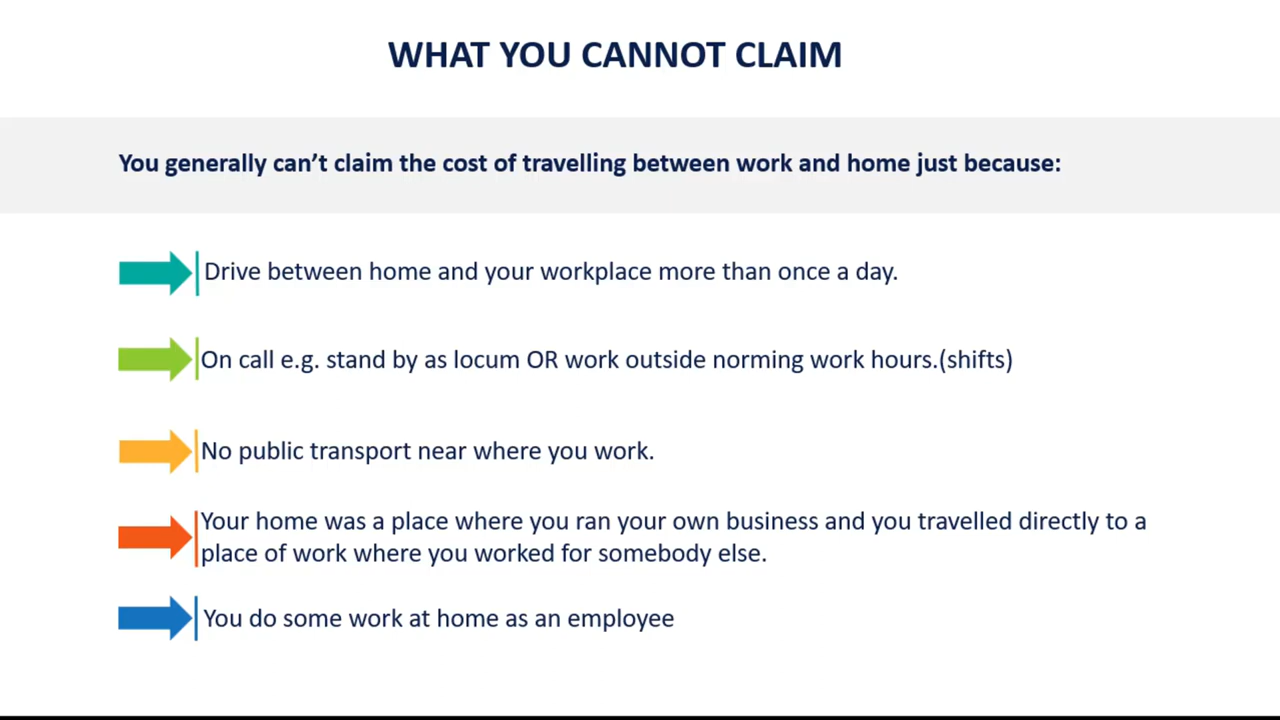 WHAT YOU CANNOT CLAIM
You generally can’t claim the cost of travelling between work and home just because:
Drive between home and your workplace more than once a day.
On call e.g. stand by as locum OR work outside norming work hours.(shifts)
No public transport near where you work.
Your home was a place where you ran your own business and you travelled directly to a
place of work where you worked for somebody else.
You do some work at home as an employee